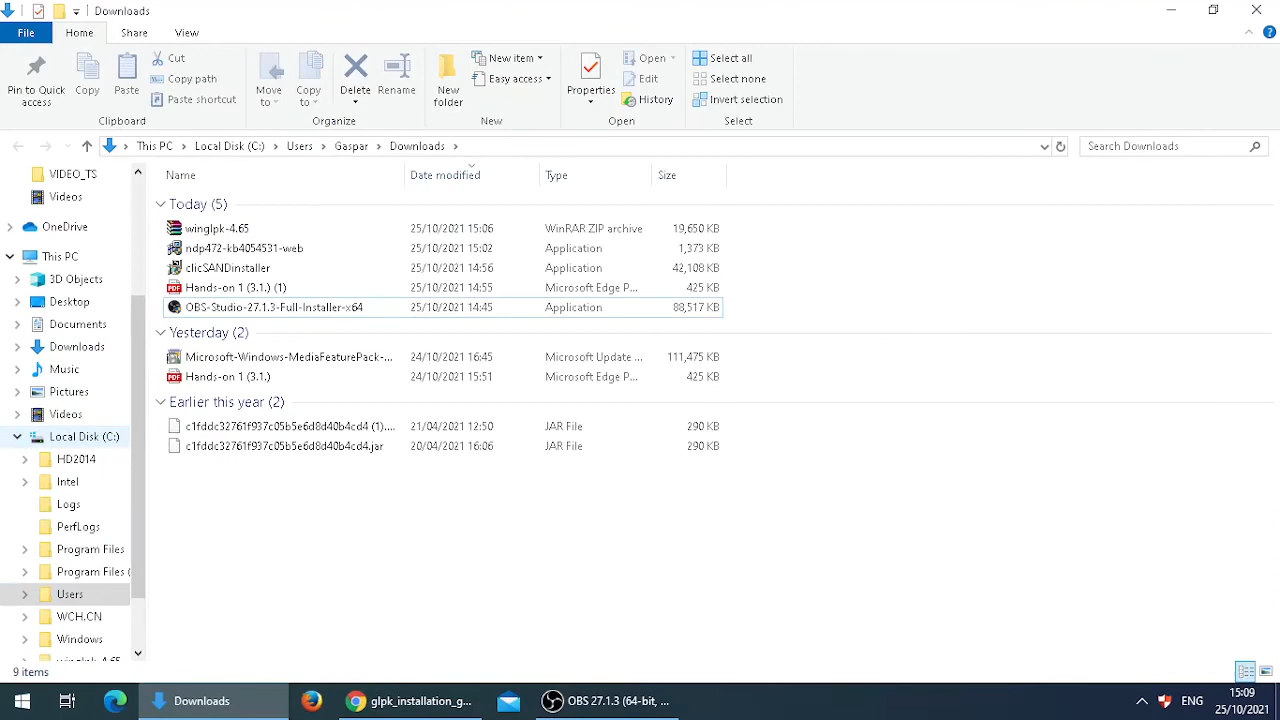 Downloads
File Home Share View
Pin to Quick access
Copy
Paste
Cut
Copy path
Paste shortcut
Clipboard
Move to
Copy to
Delete
Rename
Organize
New folder
New item
Easy access
New
Properties
Open
Edit
History
Open
Select all
Select none
Invert selection
Select
This PC Local Disk (C:) Users Gaspar Downloads
Search Downloads
VIDEO_TS
Videos
OneDrive
This PC
3D Objects
Desktop
Documents
Downloads
Music
Pictures
Videos
Local Disk (C:)
HD2014
Intel
Logs
PerfLogs
Program Files
Program Files (
Users
WCH.CN
Windows
winglpk-4.65
Name Date modified Type Size
Today (5)
winglpk-4.65 25/10/2021 15:06 WinRAR ZIP archive 19,650 KB
ndp472-kb4054531-web 25/10/2021 15:02 Application 1,373 KB
clicSANDinstaller 25/10/2021 14:56 Application 42,108 KB
Hands-on 1 (3.1.) (1) 25/10/2021 14:55 Microsoft Edge P... 425 KB
OBS-Studio-27.1.3-Full-Installer-x64 25/10/2021 14:45 Application 88,517 KB
Yesterday (2)
Microsoft-Windows-MediaFeaturePack-... 24/10/2021 16:45 Microsoft Update ... 111,475 KB
Hands-on 1 (3.1.) 24/10/2021 15:51 Microsoft Edge P... 425 KB
Earlier this year (2)
c1fddc32761f937c05b5e6d8d40b4cd4 (1).... 21/04/2021 12:50 JAR File 290 KB
c1fddc32761f937c05b5e6d8d40b4cd4.jar 20/04/2021 16:06 JAR File 290 KB
9 items
Downloads
glpk_installation_g...
OBS 27.1.3 (64-bit, ...
ENG
15:09
25/10/2021